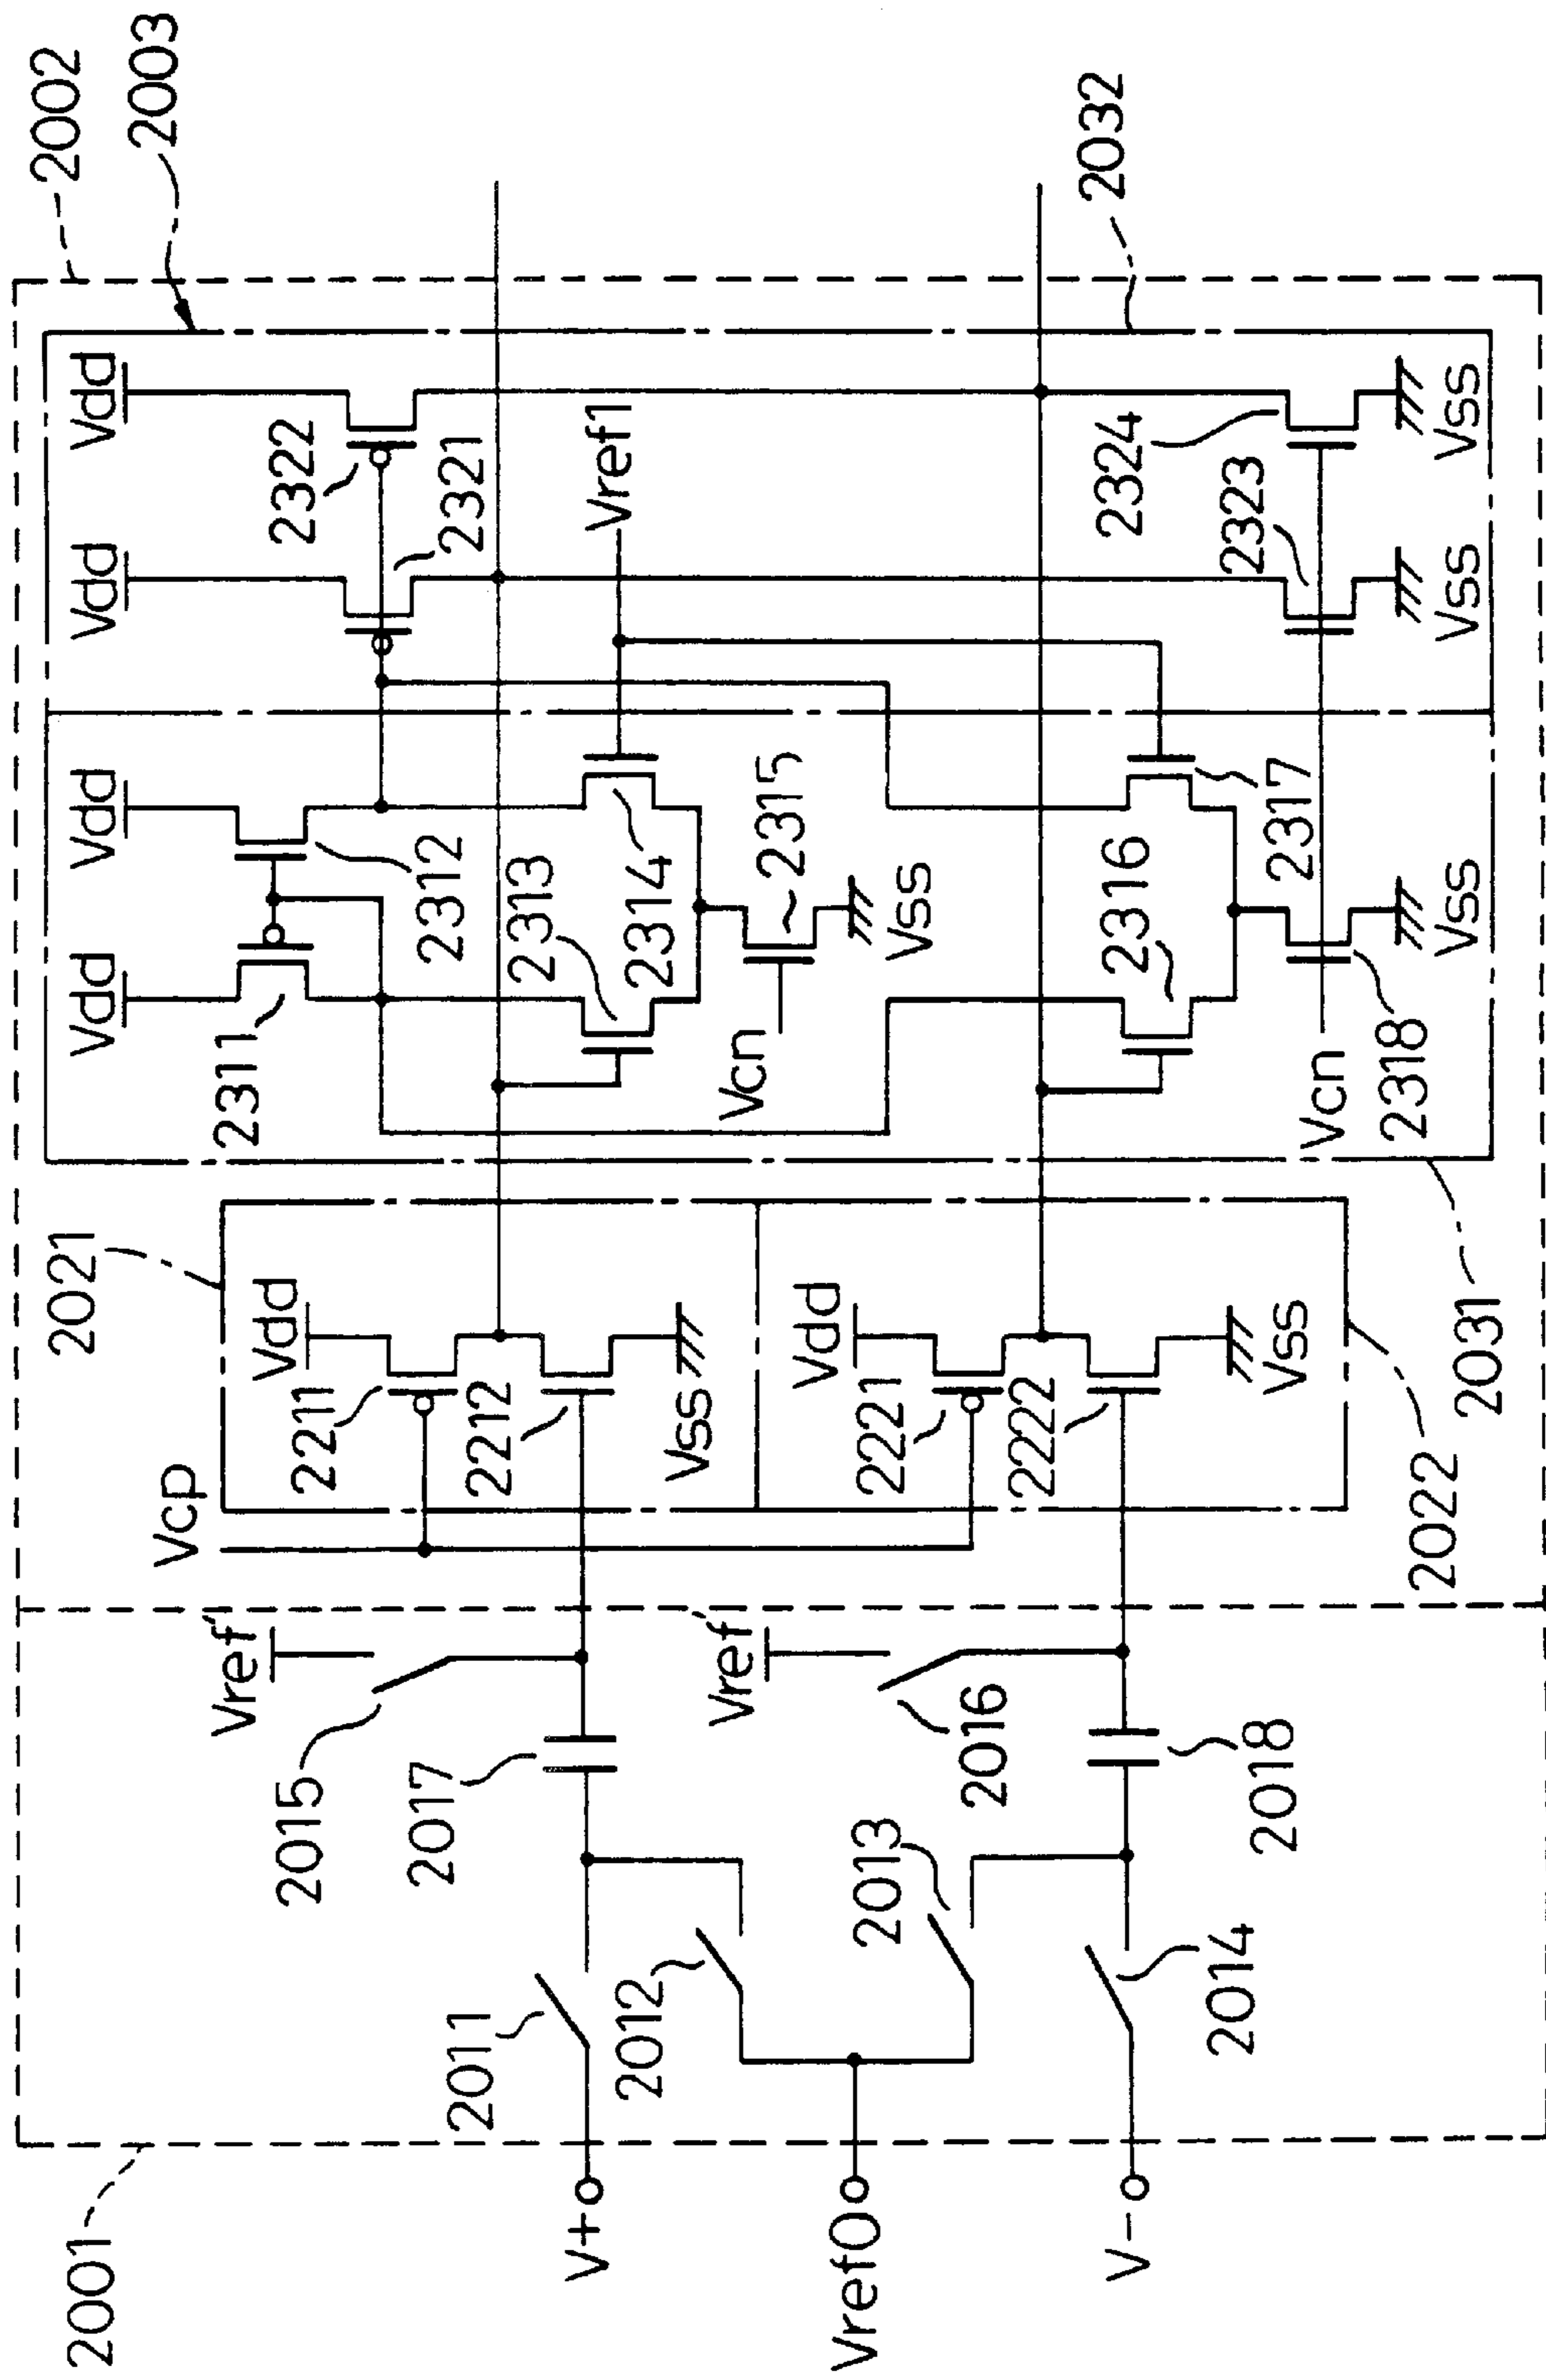 2001
2021
2002
2003
Vdd
Vdd
Vdd
Vdd
2311
2312
2322
2321
Vcp
Vdd
2211
2212
Vss
2313
2314
2315
Vcn
Vss
Vref1
2032
Vref'
2015
2017
V+
2011
2012
Vref0
2013
Vref'
2016
2018
V-
2014
Vdd
2221
2222
Vss
2022
2316
2317
2318
Vcn
Vss
2323
2324
Vss
Vss
2031